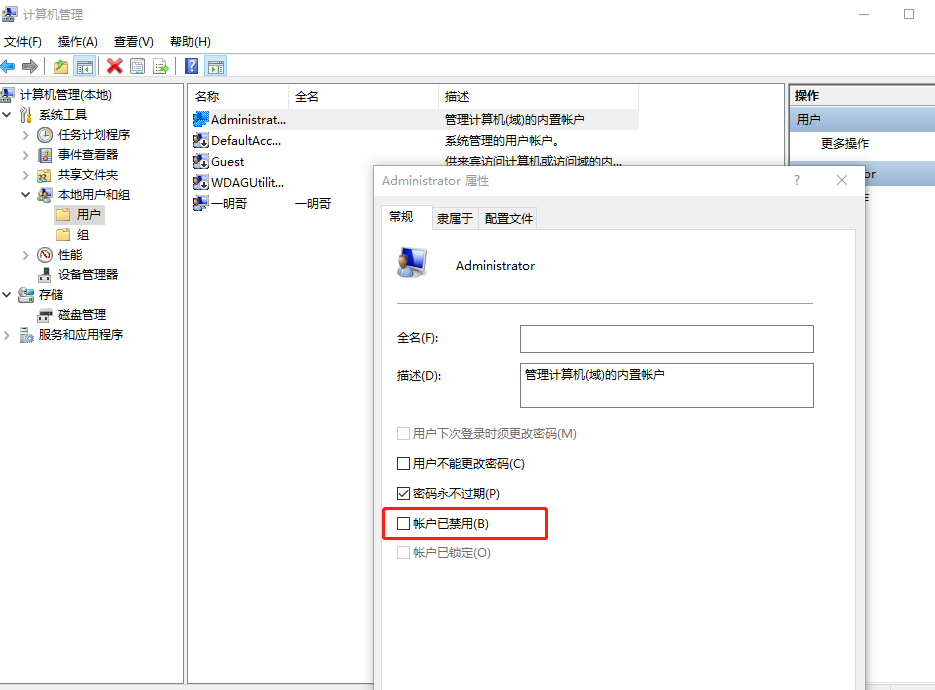 计算机管理
文件(F) 操作(A) 查看(V) 帮助(H)
计算机管理(本地)
系统工具
任务计划程序
事件查看器
共享文件夹
本地用户和组
用户
组
性能
设备管理器
存储
磁盘管理
服务和应用程序
名称 全名 描述
Administrat... 管理计算机(域)的内置帐户
DefaultAcc... 系统管理的用户帐户。
Guest 供来宾访问计算机或访问域的内...
WDAGUtilit...
一明哥 一明哥
操作
用户
更多操作
or
Administrator 属性
?
常规 隶属于 配置文件
Administrator
全名(F):
描述(D): 管理计算机(域)的内置帐户
用户下次登录时须更改密码(M)
用户不能更改密码(C)
密码永不过期(P)
帐户已禁用(B)
帐户已锁定(O)